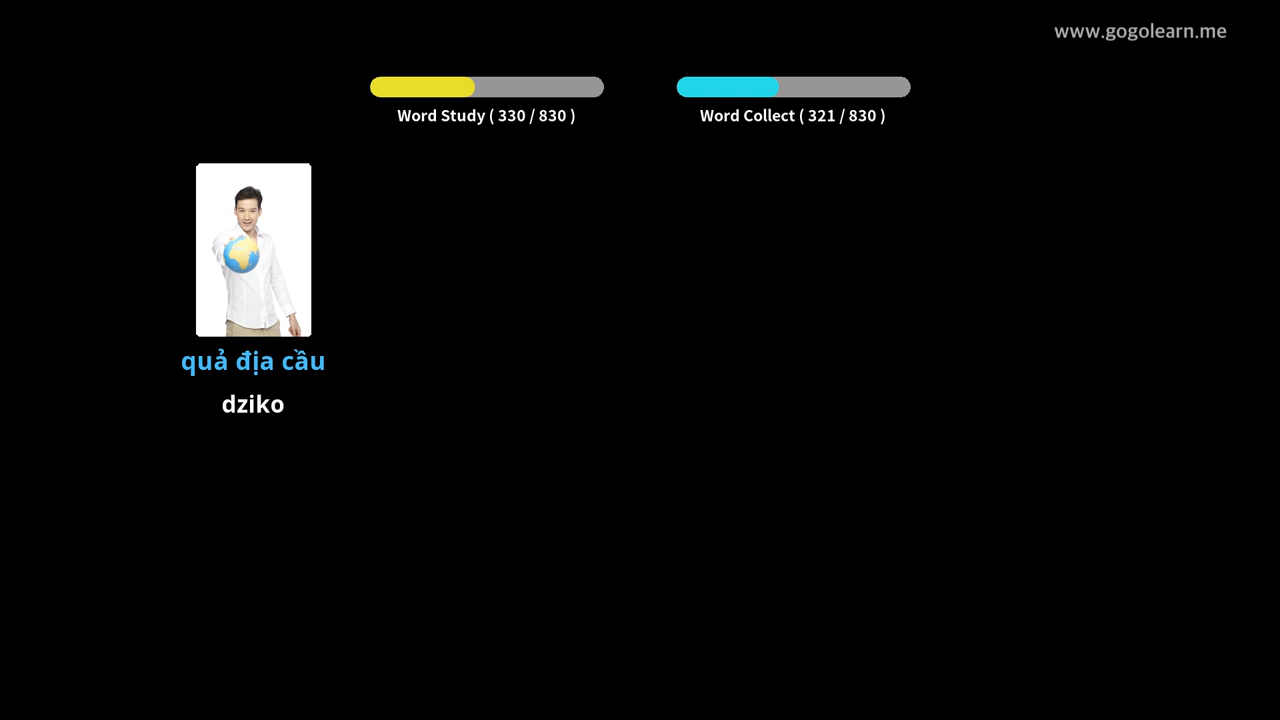 www.gogolearn.me
Word Study ( 330 / 830 )
Word Collect ( 321 / 830 )
quả địa cầu
dziko